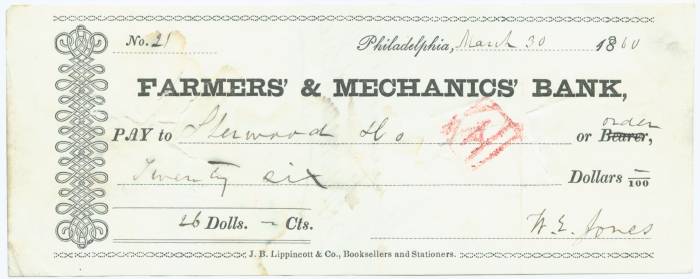 No. 21 Philadelphia, March 30 1860
FARMERS' & MECHANICS' BANK,
order
PAY to Sherwood & Co or Bearer,
Twenty six Dollars —/100
26 Dolls. — Cts.
W. E. Jones
J. B. Lippincott & Co., Booksellers and Stationers.